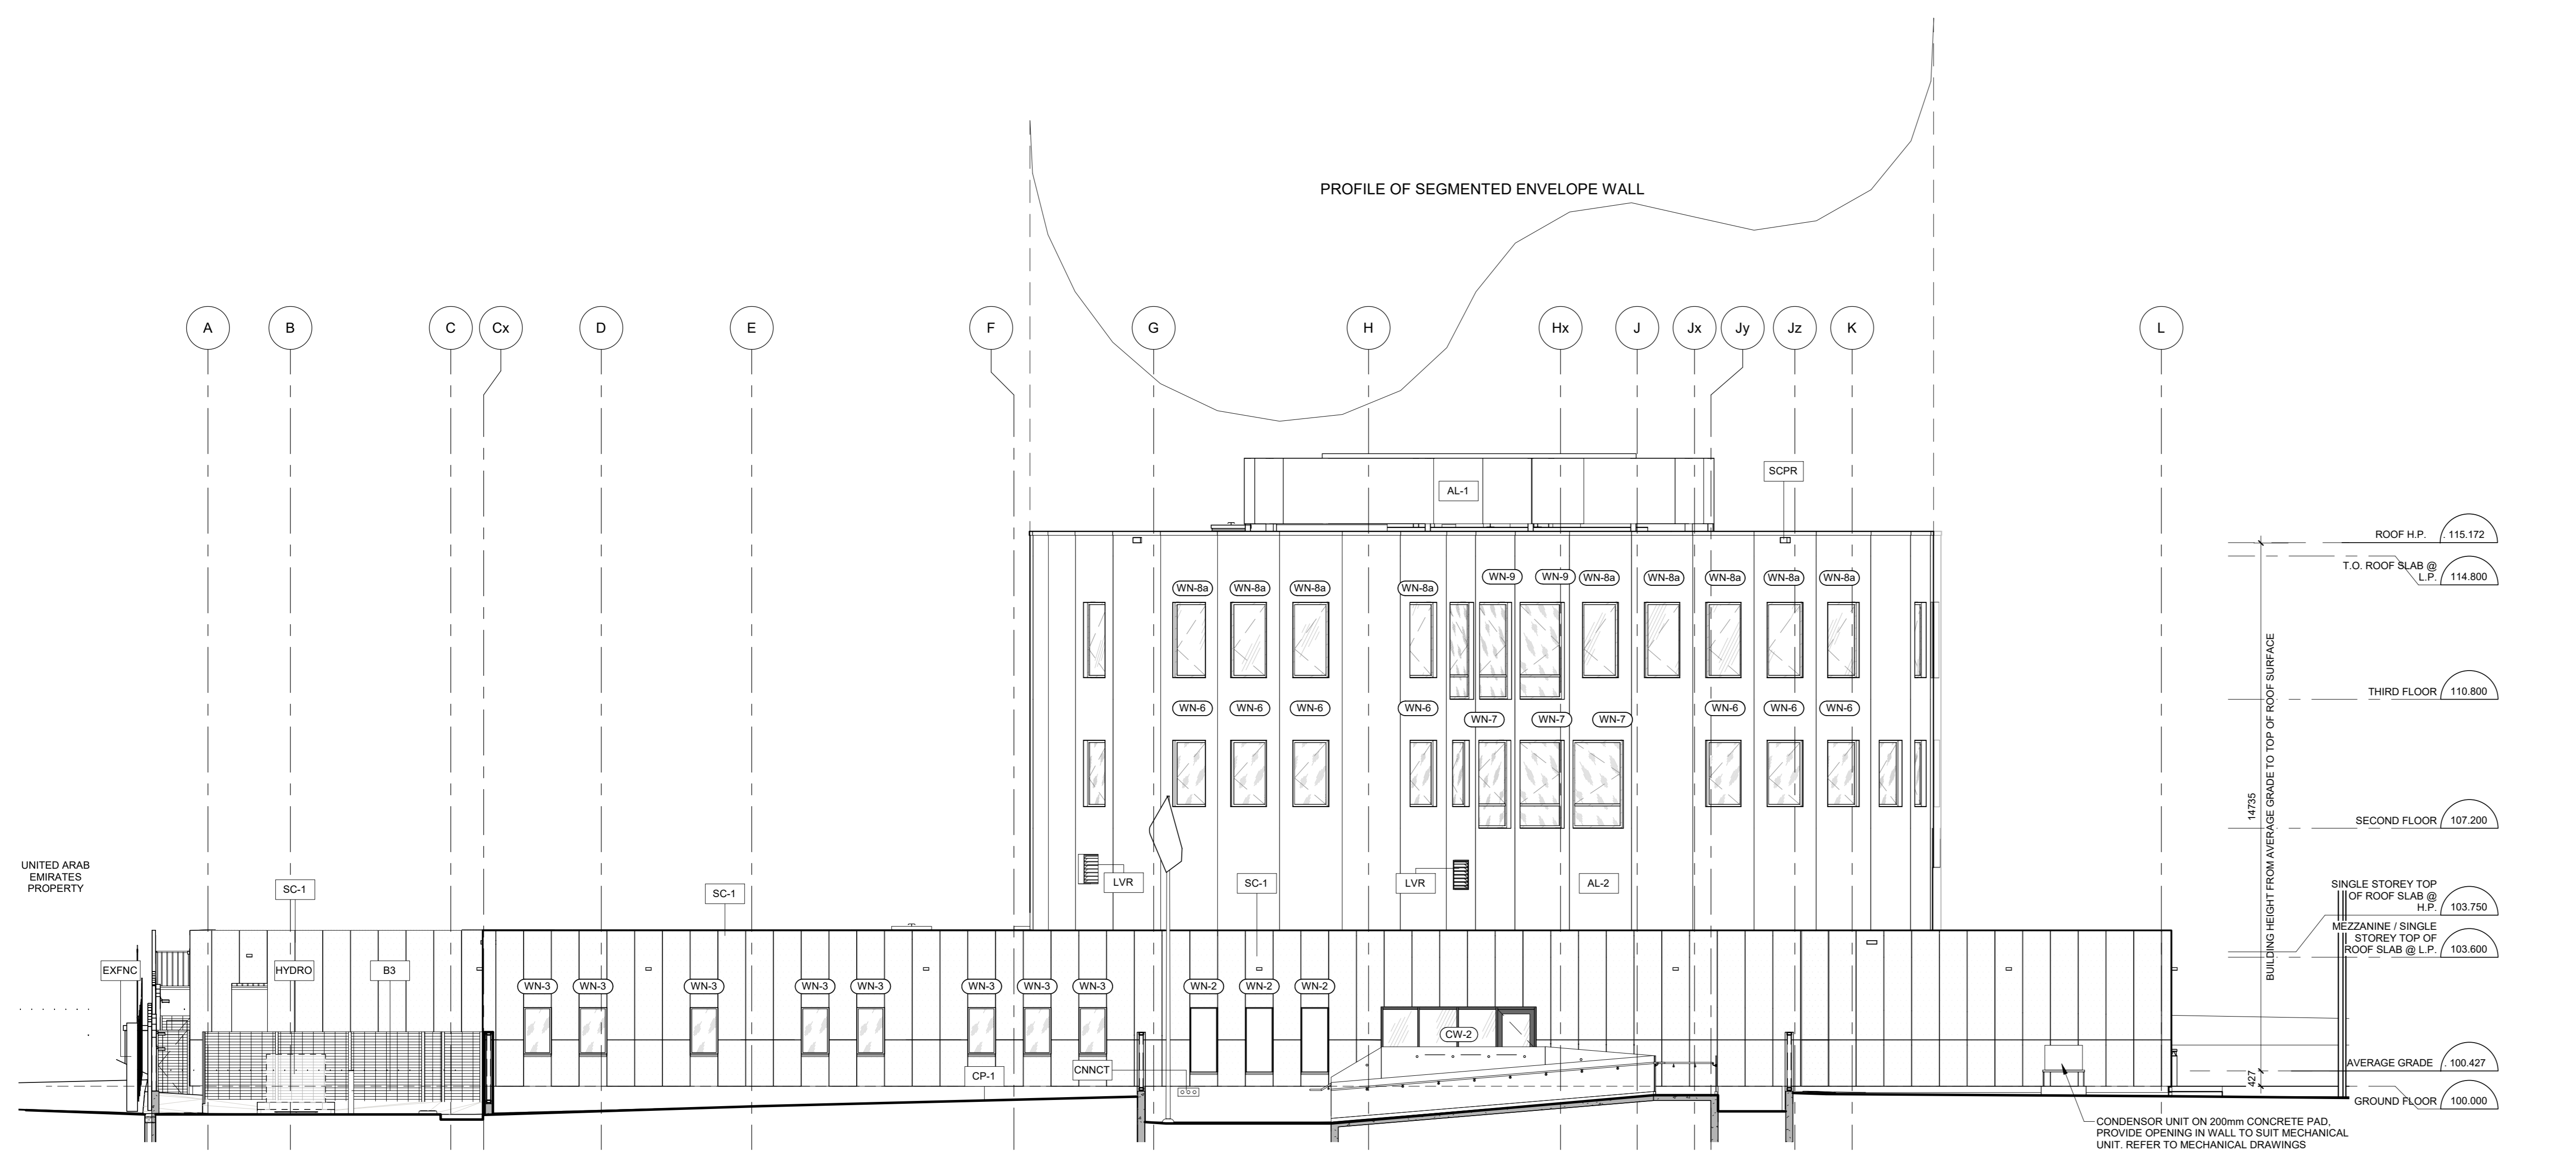 PROFILE OF SEGMENTED ENVELOPE WALL
A
B
C
Cx
D
E
F
G
H
Hx
J
Jx
Jy
Jz
K
L
AL-1
SCPR
ROOF H.P. 115.172
T.O. ROOF SLAB @
L.P. 114.800
WN-8a
WN-8a
WN-8a
WN-8a
WN-9
WN-9
WN-8a
WN-8a
WN-8a
WN-8a
WN-8a
THIRD FLOOR 110.800
WN-6
WN-6
WN-6
WN-6
WN-7
WN-7
WN-7
WN-6
WN-6
WN-6
14735
BUILDING HEIGHT FROM AVERAGE GRADE TO TOP OF ROOF SURFACE
SECOND FLOOR 107.200
UNITED ARAB
EMIRATES
PROPERTY
SC-1
SC-1
LVR
SC-1
LVR
AL-2
SINGLE STOREY TOP
OF ROOF SLAB @
H.P. 103.750
MEZZANINE / SINGLE
STOREY TOP OF
ROOF SLAB @ L.P. 103.600
EXFNC
HYDRO
B3
WN-3
WN-3
WN-3
WN-3
WN-3
WN-3
WN-3
WN-3
WN-2
WN-2
WN-2
CW-2
CNNCT
CP-1
AVERAGE GRADE 100.427
427
GROUND FLOOR 100.000
CONDENSOR UNIT ON 200mm CONCRETE PAD,
PROVIDE OPENING IN WALL TO SUIT MECHANICAL
UNIT. REFER TO MECHANICAL DRAWINGS